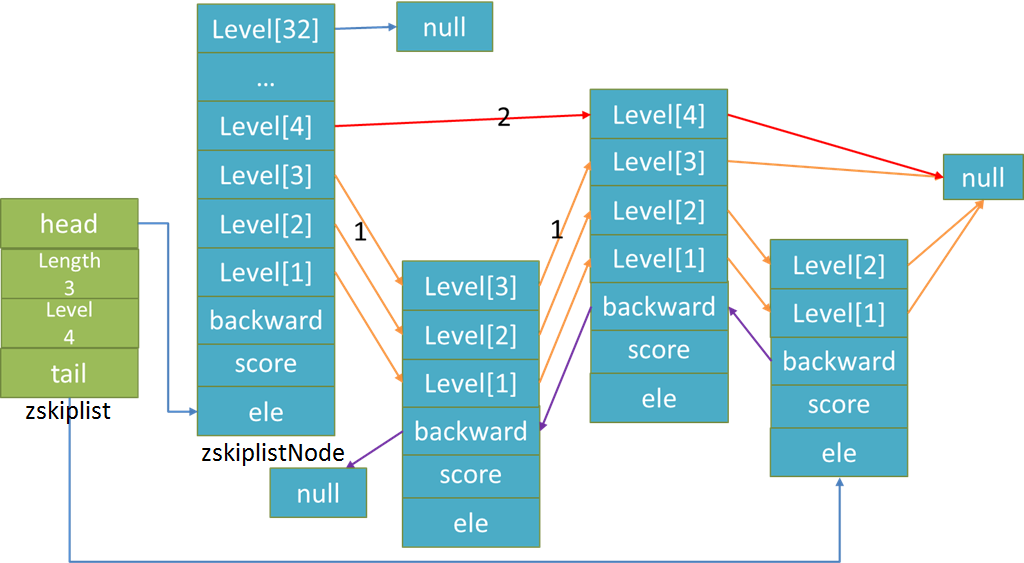 head
Length
3
Level
4
tail
zskiplist
Level[32]
...
Level[4]
Level[3]
Level[2]
Level[1]
backward
score
ele
zskiplistNode
null
2
1
1
null
Level[3]
Level[2]
Level[1]
backward
score
ele
Level[4]
Level[3]
Level[2]
Level[1]
backward
score
ele
Level[2]
Level[1]
backward
score
ele
null